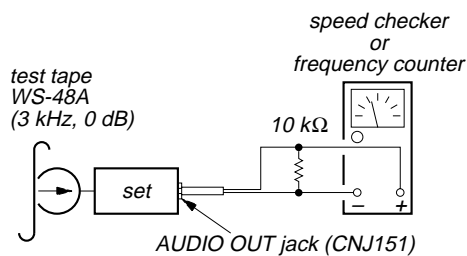 speed checker
or
frequency counter
test tape
WS-48A
(3 kHz, 0 dB)
10 kΩ
set
– +
AUDIO OUT jack (CNJ151)